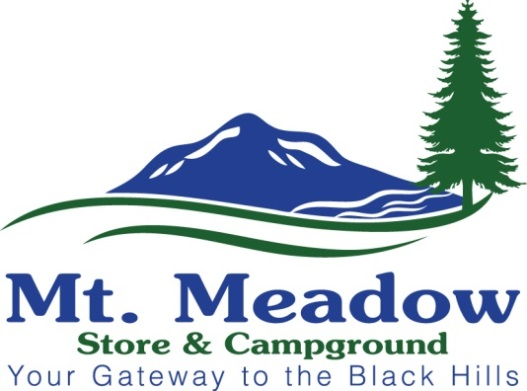 Mt. Meadow
Store & Campground
Your Gateway to the Black Hills